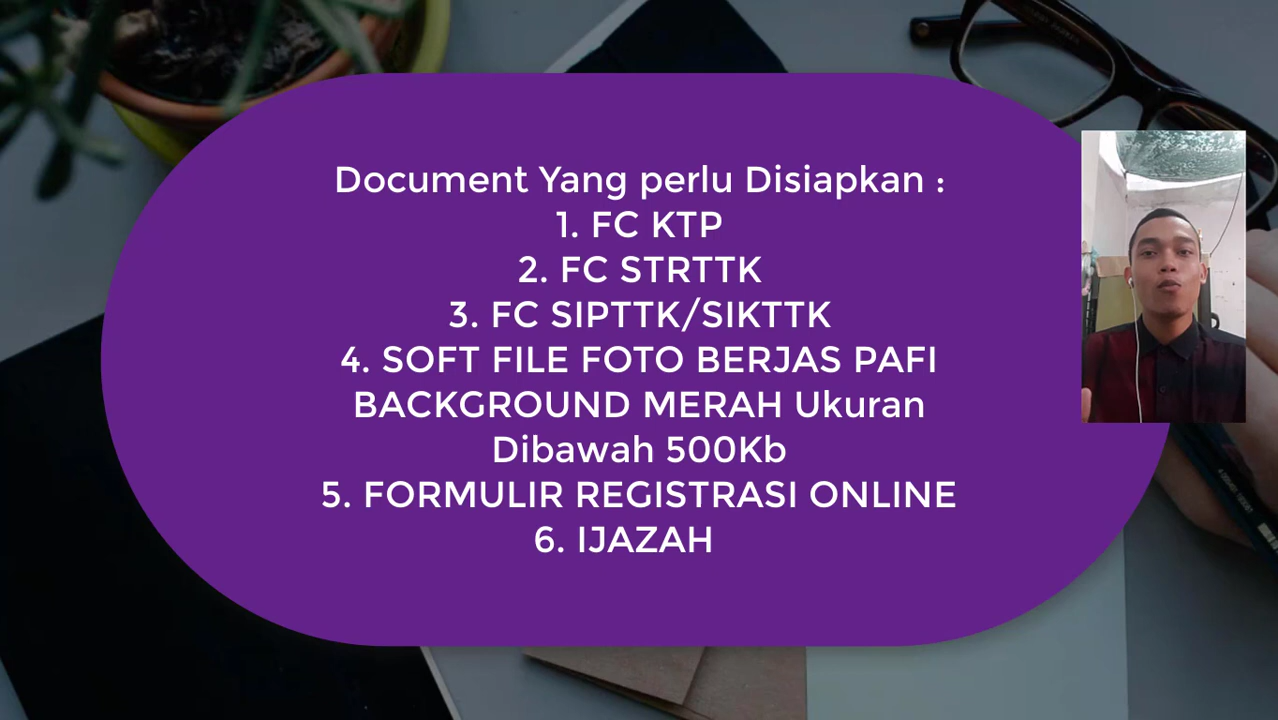 Document Yang perlu Disiapkan :
1. FC KTP
2. FC STRTTK
3. FC SIPTTK/SIKTTK
4. SOFT FILE FOTO BERJAS PAFI
BACKGROUND MERAH Ukuran
Dibawah 500Kb
5. FORMULIR REGISTRASI ONLINE
6. IJAZAH